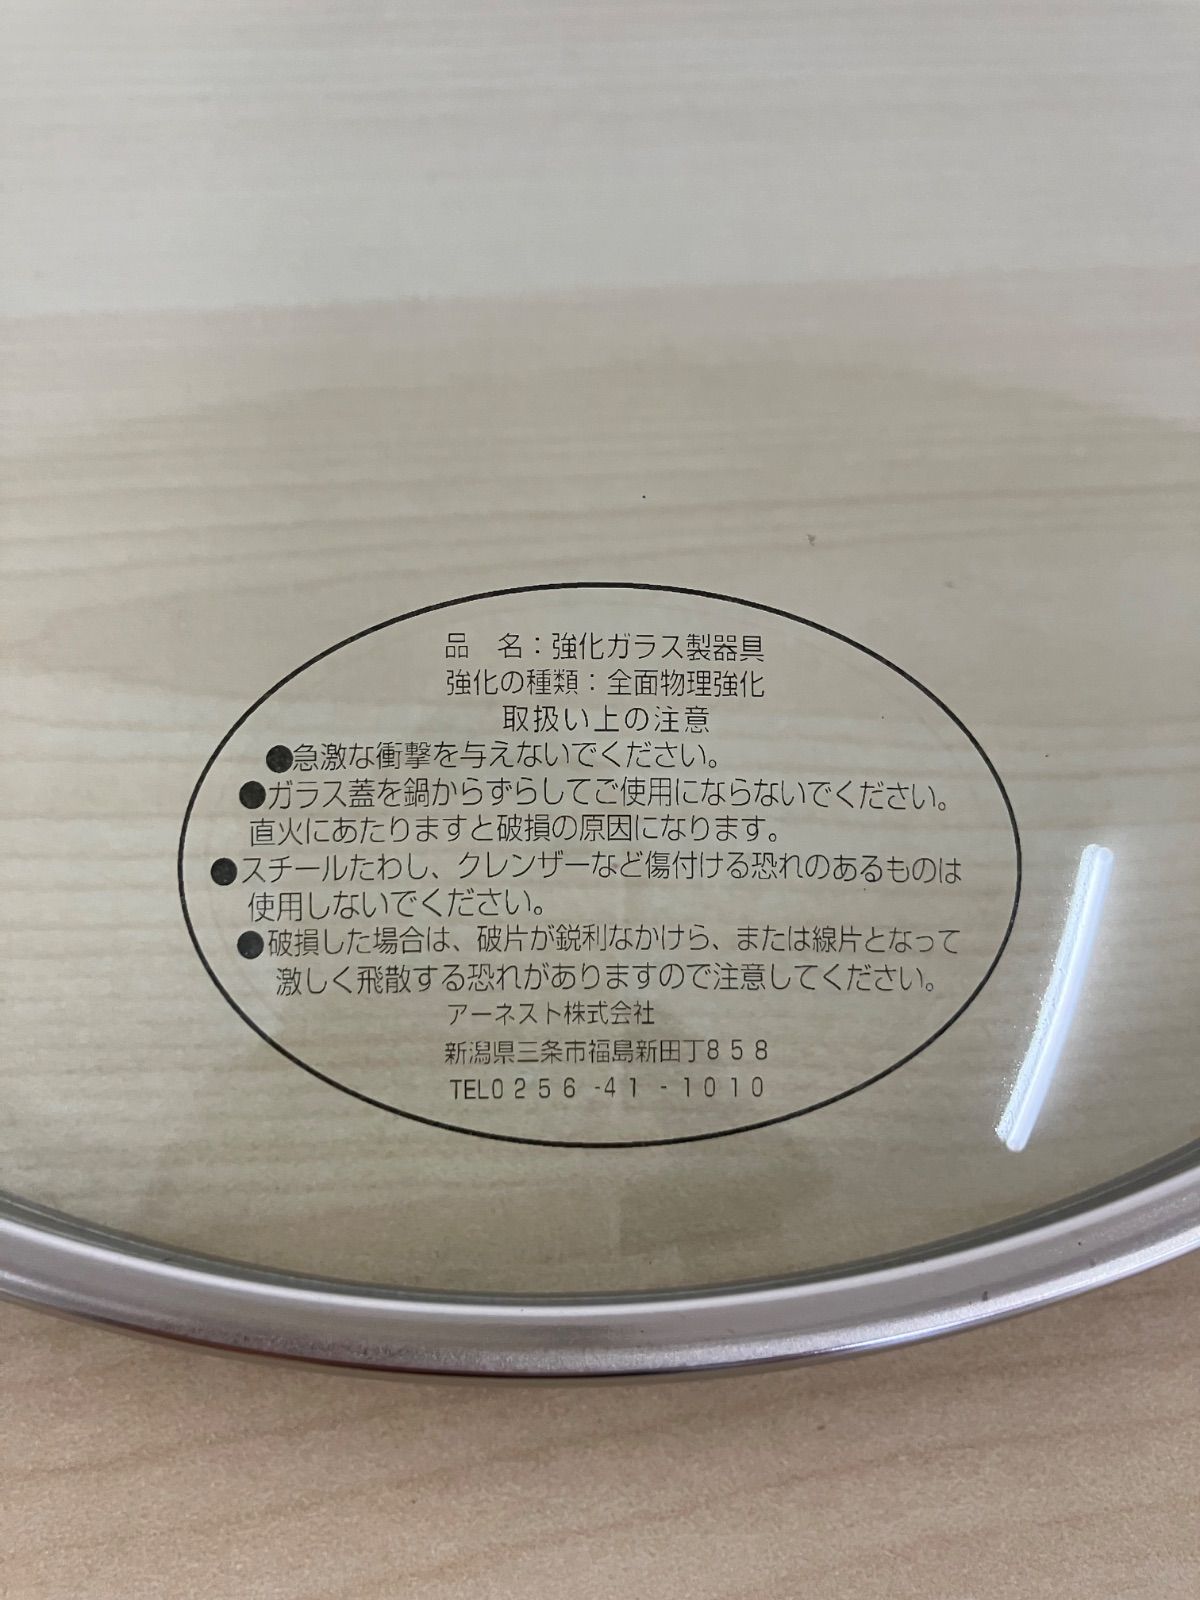 品　名：強化ガラス製器具
強化の種類：全面物理強化
取扱い上の注意
●急激な衝撃を与えないでください。
●ガラス蓋を鍋からずらしてご使用にならないでください。
直火にあたりますと破損の原因になります。
●スチールたわし、クレンザーなど傷付ける恐れのあるものは
使用しないでください。
●破損した場合は、破片が鋭利なかけら、または線片となって
激しく飛散する恐れがありますので注意してください。
アーネスト株式会社
新潟県三条市福島新田丁８５８
TEL０２５６-４１-１０１０